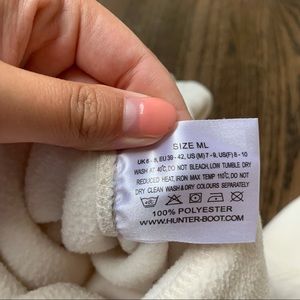 SIZE ML
UK 6 - 8, EU 39 - 42, US (M) 7 - 9, US(F) 8 - 10
WASH AT 40°C, DO NOT BLEACH, LOW TUMBLE DRY
REDUCED HEAT, IRON MAX TEMP 110°C, DO NOT
DRY CLEAN WASH & DRY COLOURS SEPARATELY
100% POLYESTER
WWW.HUNTER-BOOT.COM